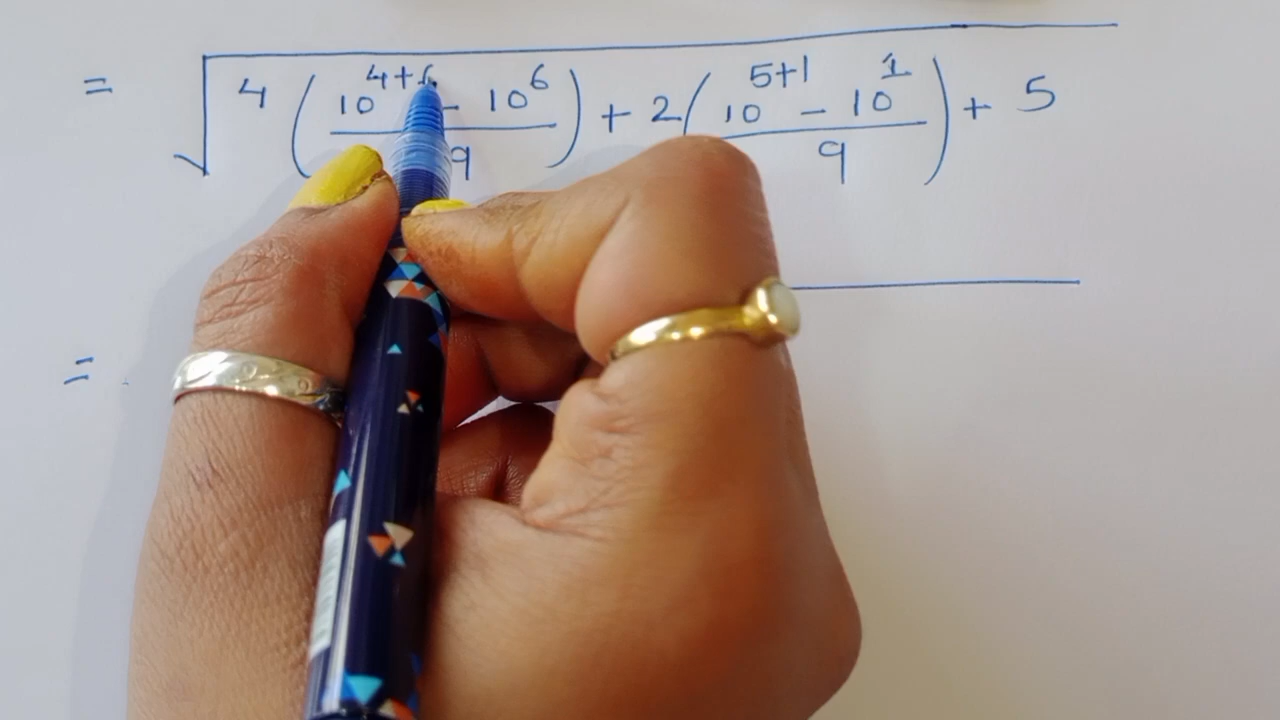 = √(4((10^(4+6) - 10^6)/9) + 2((10^(5+1) - 10^1)/9) + 5)
=